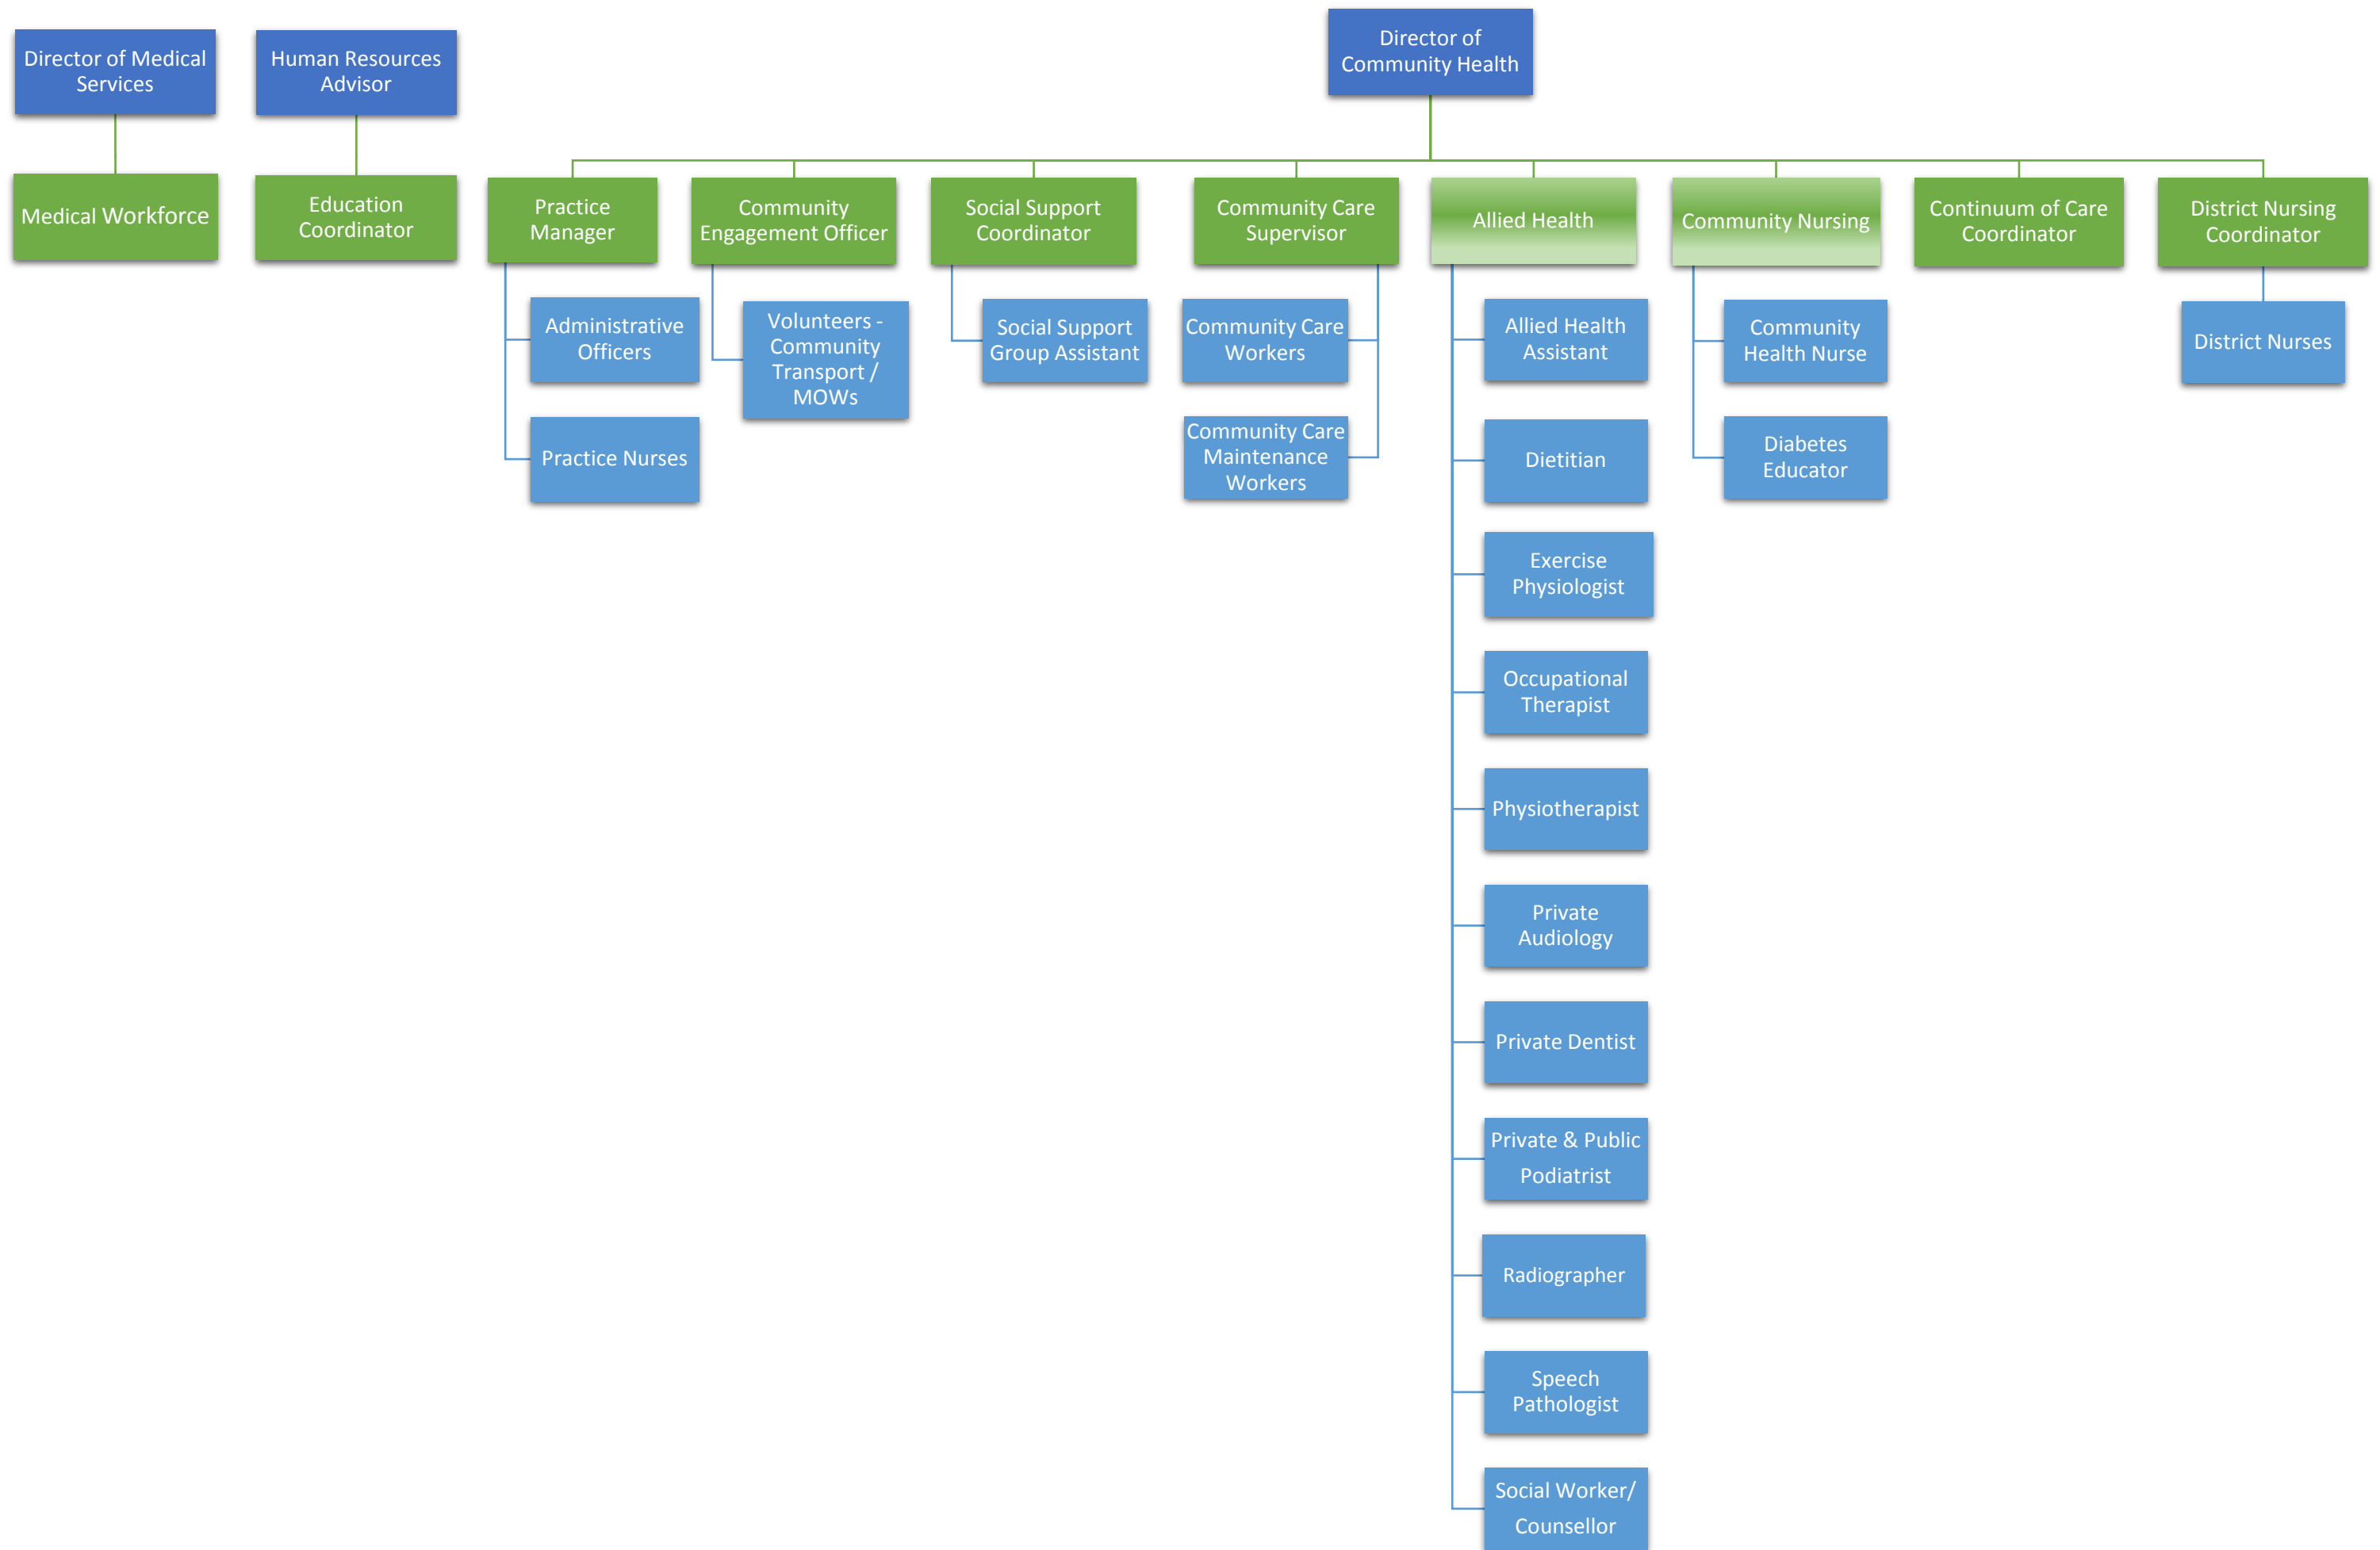 Director of Medical
Services
Human Resources
Advisor
Director of
Community Health
Medical Workforce
Education
Coordinator
Practice
Manager
Community
Engagement Officer
Social Support
Coordinator
Community Care
Supervisor
Allied Health
Community Nursing
Continuum of Care
Coordinator
District Nursing
Coordinator
Administrative
Officers
Practice Nurses
Volunteers -
Community
Transport /
MOWs
Social Support
Group Assistant
Community Care
Workers
Community Care
Maintenance
Workers
Allied Health
Assistant
Dietitian
Exercise
Physiologist
Occupational
Therapist
Physiotherapist
Private
Audiology
Private Dentist
Private & Public
Podiatrist
Radiographer
Speech
Pathologist
Social Worker/
Counsellor
Community
Health Nurse
Diabetes
Educator
District Nurses